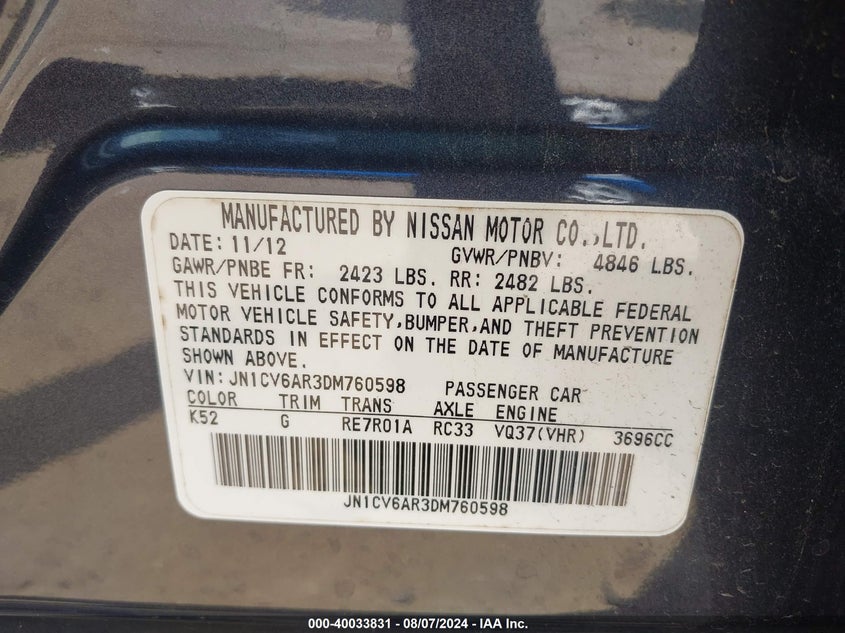 MANUFACTURED BY NISSAN MOTOR CO.,LTD.
DATE: 11/12 GVWR/PNBV: 4846 LBS.
GAWR/PNBE FR: 2423 LBS. RR: 2482 LBS.
THIS VEHICLE CONFORMS TO ALL APPLICABLE FEDERAL
MOTOR VEHICLE SAFETY,BUMPER,AND THEFT PREVENTION
STANDARDS IN EFFECT ON THE DATE OF MANUFACTURE
SHOWN ABOVE.
VIN:JN1CV6AR3DM760598 PASSENGER CAR
COLOR TRIM TRANS AXLE ENGINE
K52 G RE7R01A RC33 VQ37(VHR) 3696CC
JN1CV6AR3DM760598
000-40033831 - 08/07/2024 - IAA Inc.